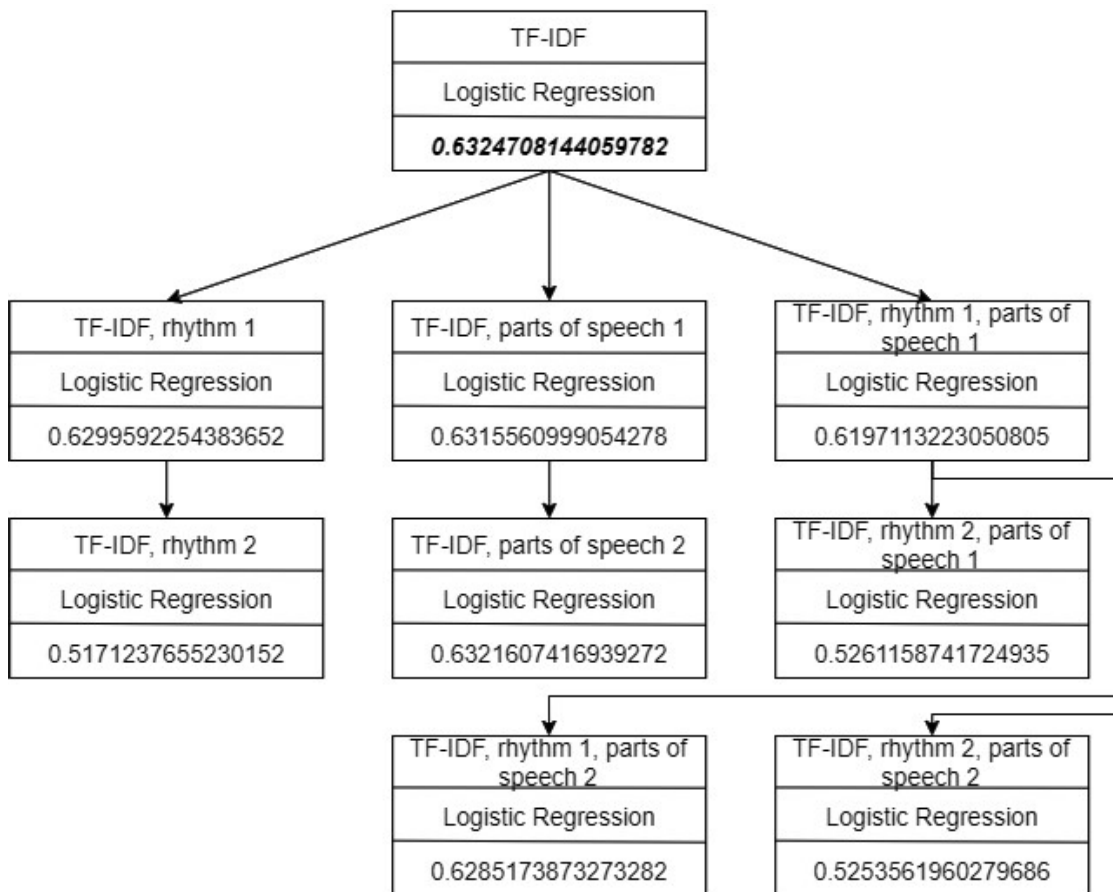 TF-IDF
Logistic Regression
0.6324708144059782
TF-IDF, rhythm 1
Logistic Regression
0.6299592254383652
TF-IDF, parts of speech 1
Logistic Regression
0.6315560999054278
TF-IDF, rhythm 1, parts of
speech 1
Logistic Regression
0.6197113223050805
TF-IDF, rhythm 2
Logistic Regression
0.5171237655230152
TF-IDF, parts of speech 2
Logistic Regression
0.6321607416939272
TF-IDF, rhythm 2, parts of
speech 1
Logistic Regression
0.5261158741724935
TF-IDF, rhythm 1, parts of
speech 2
Logistic Regression
0.6285173873273282
TF-IDF, rhythm 2, parts of
speech 2
Logistic Regression
0.5253561960279686